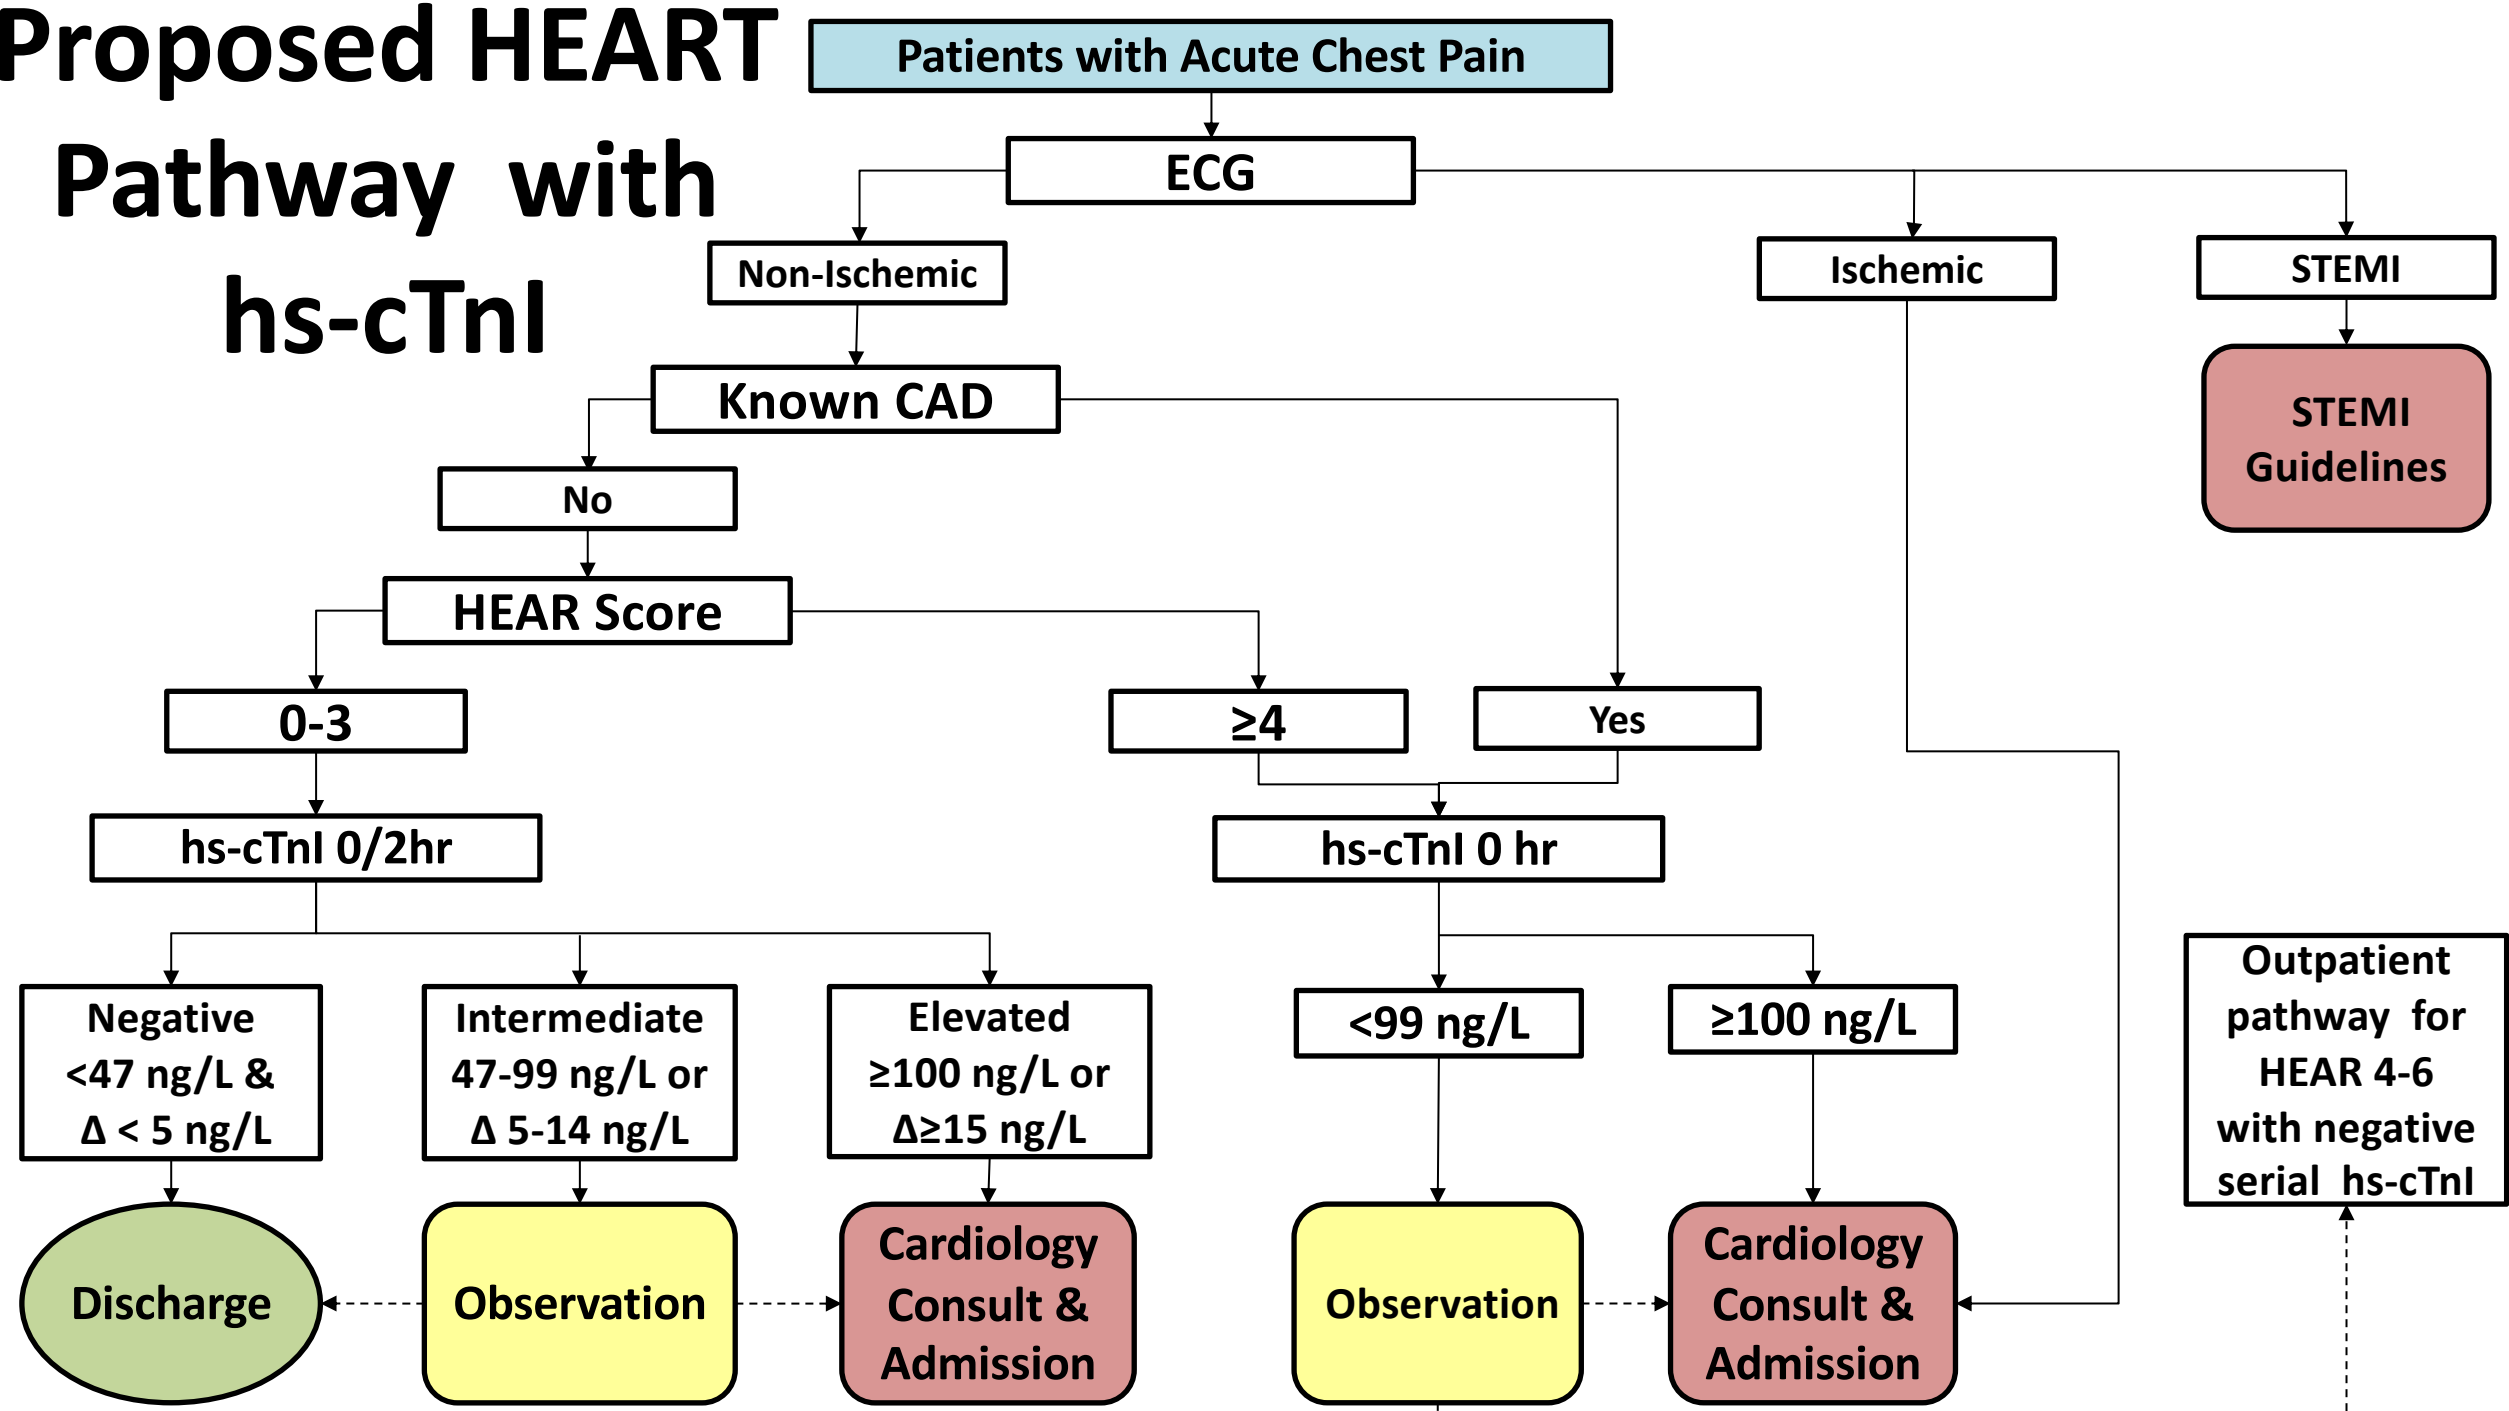 Proposed HEART
Pathway with
hs-cTnI
Patients with Acute Chest Pain
ECG
Non-Ischemic
Ischemic
STEMI
STEMI
Guidelines
Known CAD
No
HEAR Score
0-3
≥4
Yes
hs-cTnI 0/2hr
hs-cTnI 0 hr
Negative
<47 ng/L &
Δ < 5 ng/L
Intermediate
47-99 ng/L or
Δ 5-14 ng/L
Elevated
≥100 ng/L or
Δ≥15 ng/L
<99 ng/L
≥100 ng/L
Outpatient
pathway for
HEAR 4-6
with negative
serial hs-cTnI
Discharge
Observation
Cardiology
Consult &
Admission
Observation
Cardiology
Consult &
Admission